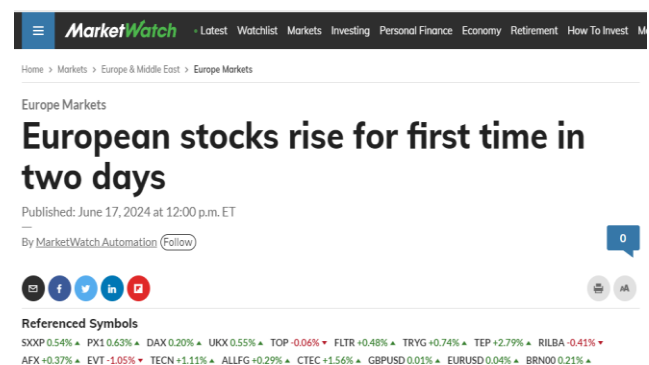 MarketWatch • Latest Watchlist Markets Investing Personal Finance Economy Retirement How To Invest
Home > Markets > Europe & Middle East > Europe Markets
Europe Markets
European stocks rise for first time in
two days
Published: June 17, 2024 at 12:00 p.m. ET
By MarketWatch Automation Follow
0
AA
Referenced Symbols
SXXP 0.54% ▲ PX1 0.63% ▲ DAX 0.20% ▲ UKX 0.55% ▲ TOP -0.06% ▼ FLTR +0.48% ▲ TRYG +0.74% ▲ TEP +2.79% ▲ RILBA -0.41% ▼
AFX +0.37% ▲ EVT -1.05% ▼ TECN +1.11% ▲ ALLFG +0.29% ▲ CTEC +1.56% ▲ GBPUSD 0.01% ▲ EURUSD 0.04% ▲ BRN00 0.21% ▲